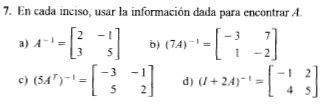 7. En cada inciso, usar la información dada para encontrar A.
a) A⁻¹ = [2 -1; 3 5]  b) (7A)⁻¹ = [-3 7; 1 -2]
c) (5Aᵀ)⁻¹ = [-3 -1; 5 2]  d) (I + 2A)⁻¹ = [-1 2; 4 5]